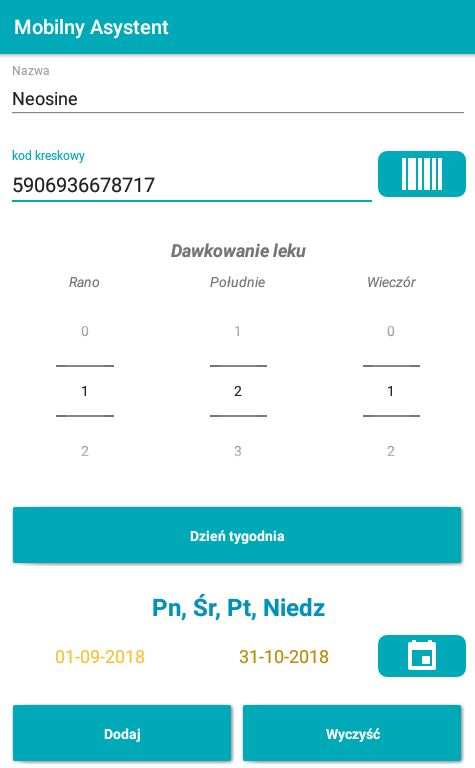 Mobilny Asystent
Nazwa
Neosine
kod kreskowy
5906936678717
Dawkowanie leku
Rano Południe Wieczór
0 1 0
1 2 1
2 3 2
Dzień tygodnia
Pn, Śr, Pt, Niedz
01-09-2018 31-10-2018
Dodaj Wyczyść